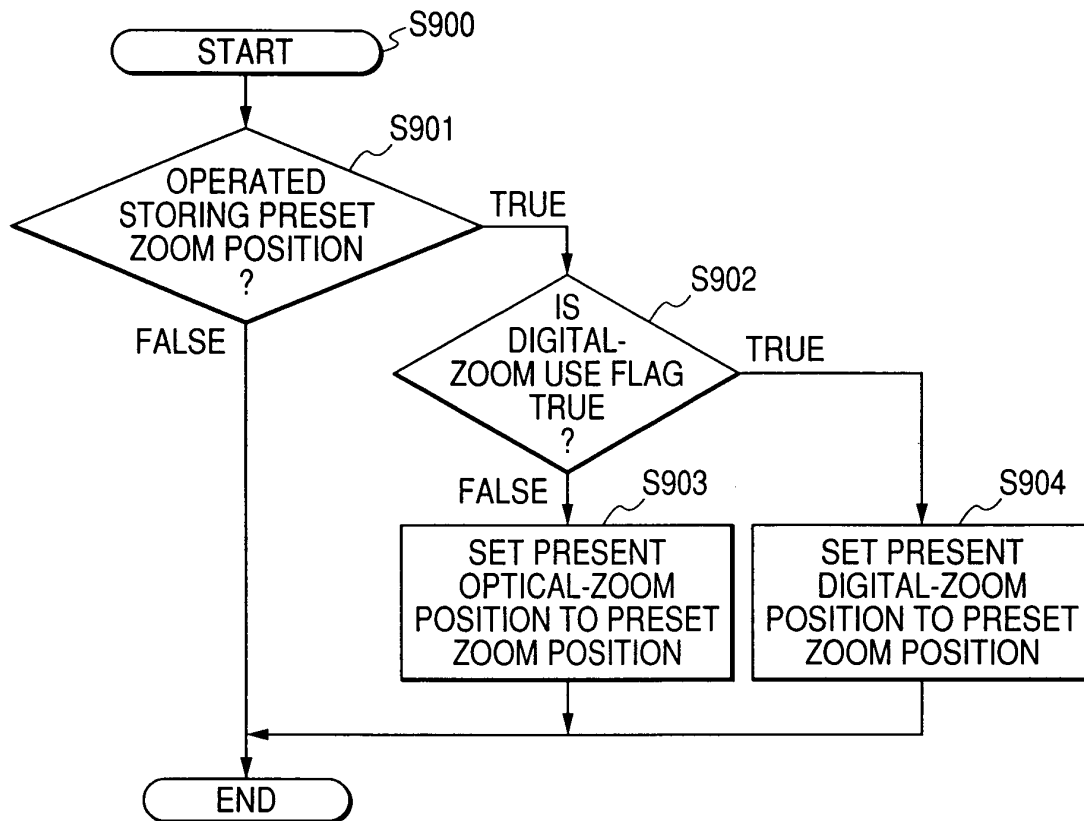 S900
START
S901
OPERATED
STORING PRESET
ZOOM POSITION
?
TRUE
FALSE
S902
IS
DIGITAL-
ZOOM USE FLAG
TRUE
?
TRUE
FALSE
S903
SET PRESENT
OPTICAL-ZOOM
POSITION TO PRESET
ZOOM POSITION
S904
SET PRESENT
DIGITAL-ZOOM
POSITION TO PRESET
ZOOM POSITION
END